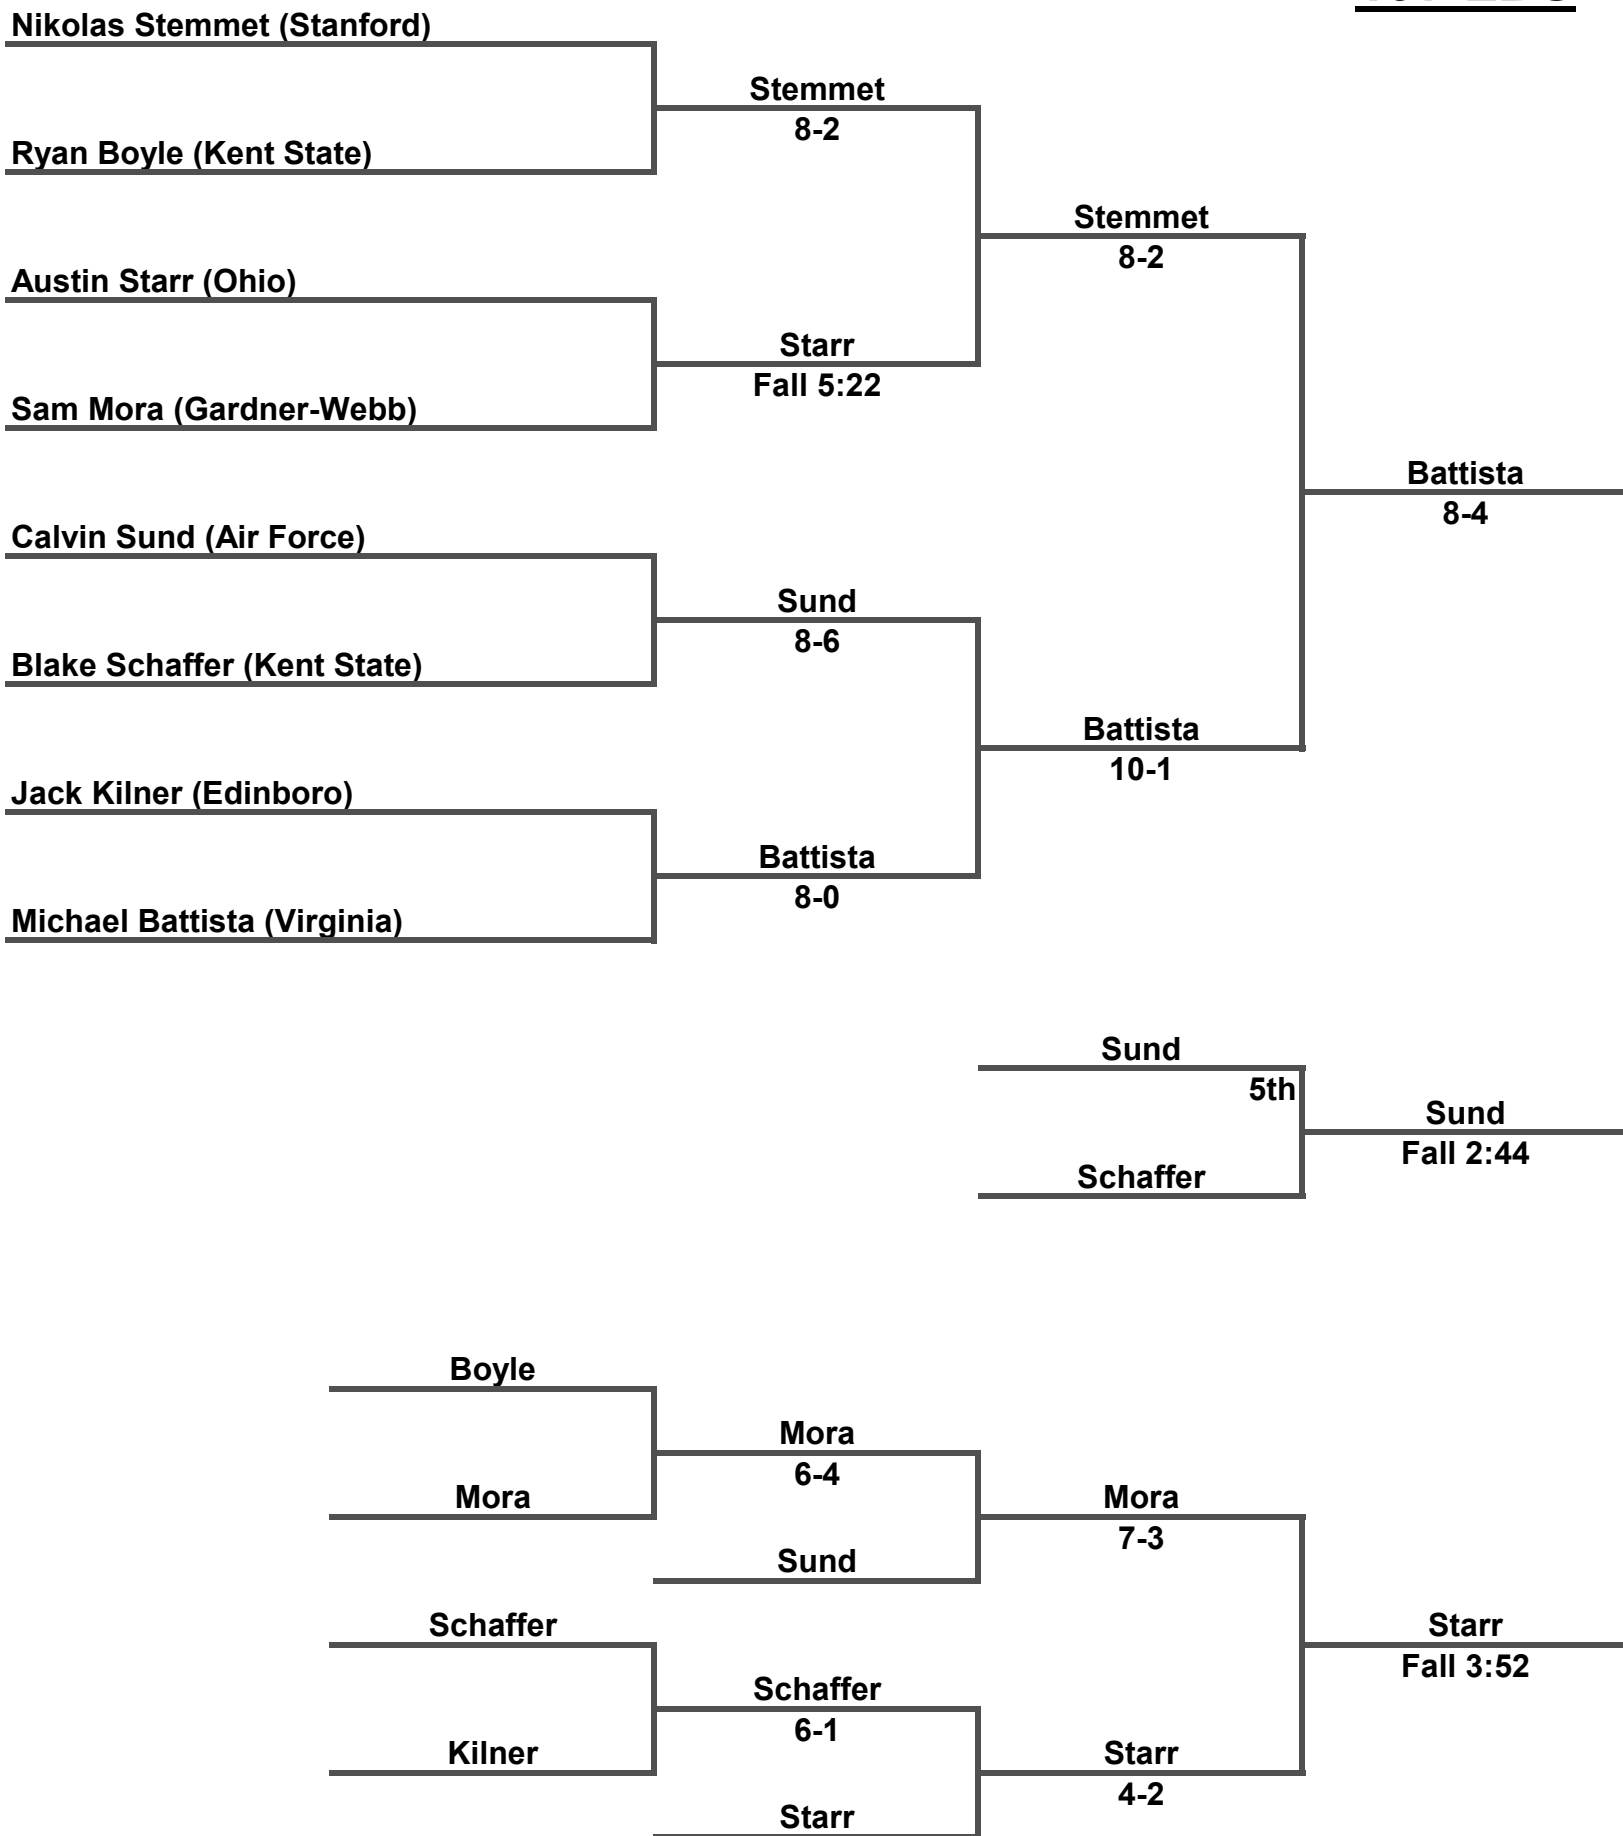 Nikolas Stemmet (Stanford)
Stemmet
8-2
Ryan Boyle (Kent State)
Stemmet
8-2
Austin Starr (Ohio)
Starr
Fall 5:22
Sam Mora (Gardner-Webb)
Battista
8-4
Calvin Sund (Air Force)
Sund
8-6
Blake Schaffer (Kent State)
Battista
10-1
Jack Kilner (Edinboro)
Battista
8-0
Michael Battista (Virginia)
Sund
5th
Sund
Fall 2:44
Schaffer
Boyle
Mora
6-4
Mora
Mora
7-3
Sund
Schaffer
Starr
Fall 3:52
Schaffer
6-1
Kilner
Starr
4-2
Starr